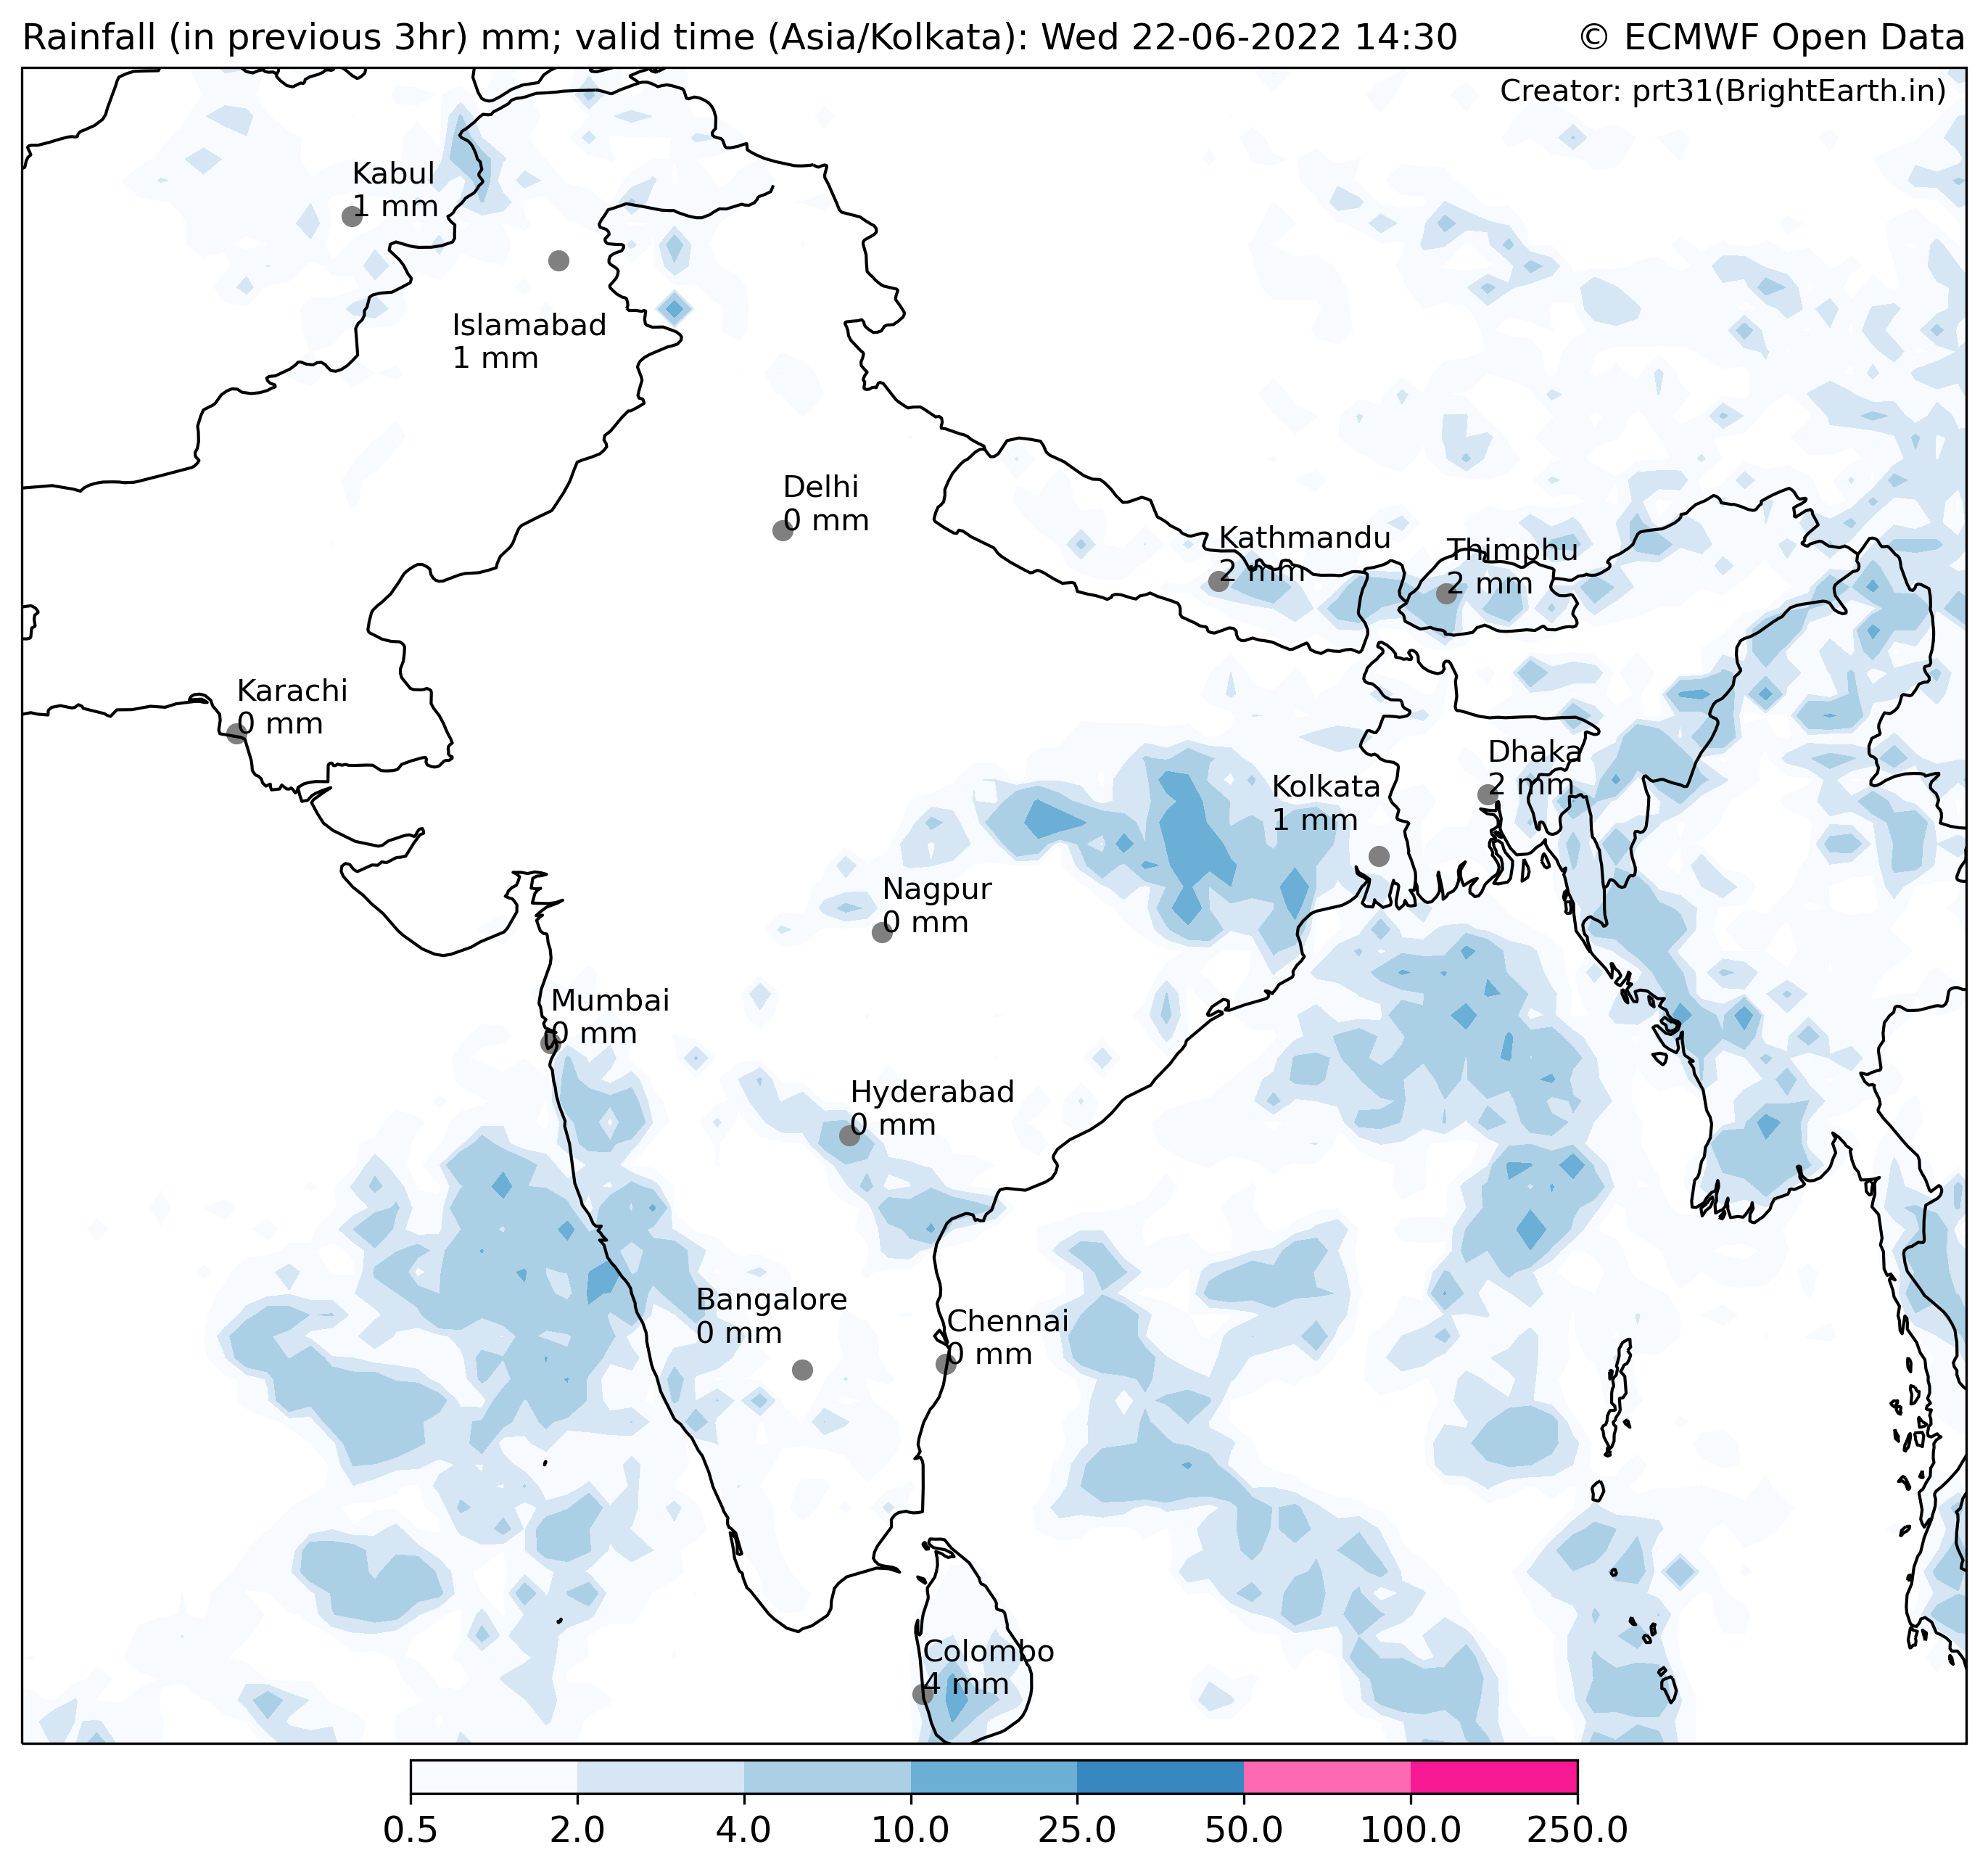 Rainfall (in previous 3hr) mm; valid time (Asia/Kolkata): Wed 22-06-2022 14:30
© ECMWF Open Data
Creator: prt31(BrightEarth.in)
Kabul
1 mm
Islamabad
1 mm
Delhi
0 mm
Kathmandu
2 mm
Thimphu
2 mm
Karachi
0 mm
Dhaka
2 mm
Kolkata
1 mm
Nagpur
0 mm
Mumbai
0 mm
Hyderabad
0 mm
Bangalore
0 mm
Chennai
0 mm
Colombo
4 mm
0.5 2.0 4.0 10.0 25.0 50.0 100.0 250.0